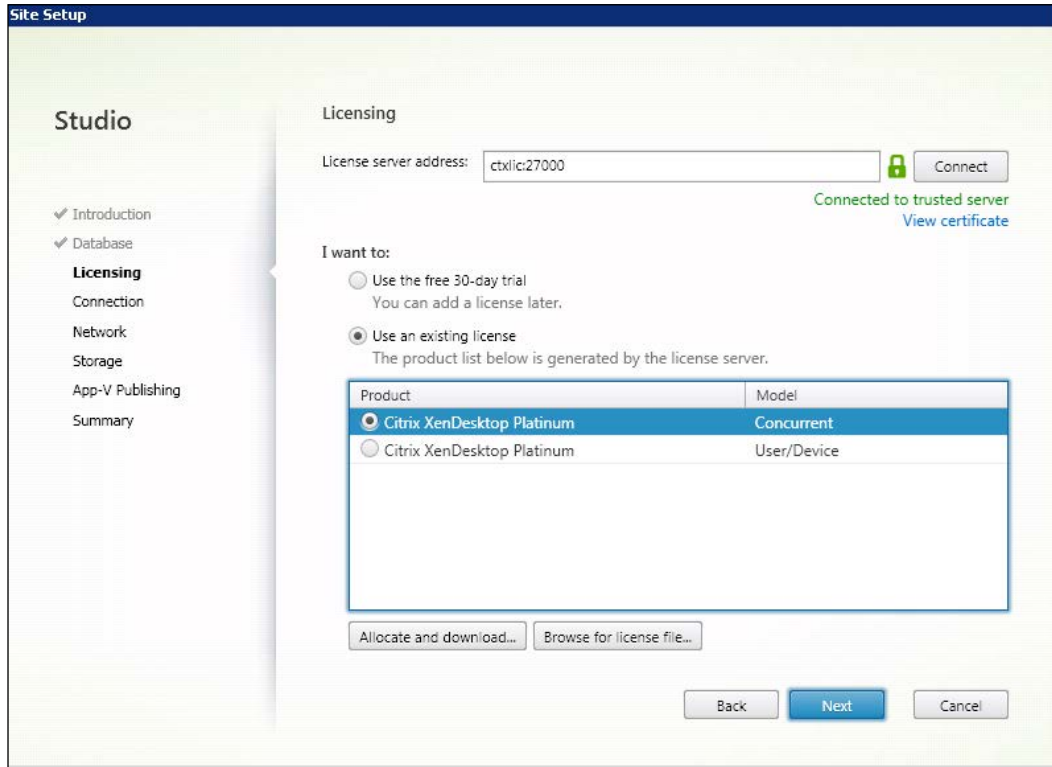 Site Setup
Studio
Introduction
Database
Licensing
Connection
Network
Storage
App-V Publishing
Summary
Licensing
License server address: ctxlic:27000 Connect
Connected to trusted server
View certificate
I want to:
Use the free 30-day trial
You can add a license later.
Use an existing license
The product list below is generated by the license server.
Product Model
Citrix XenDesktop Platinum Concurrent
Citrix XenDesktop Platinum User/Device
Allocate and download... Browse for license file...
Back Next Cancel